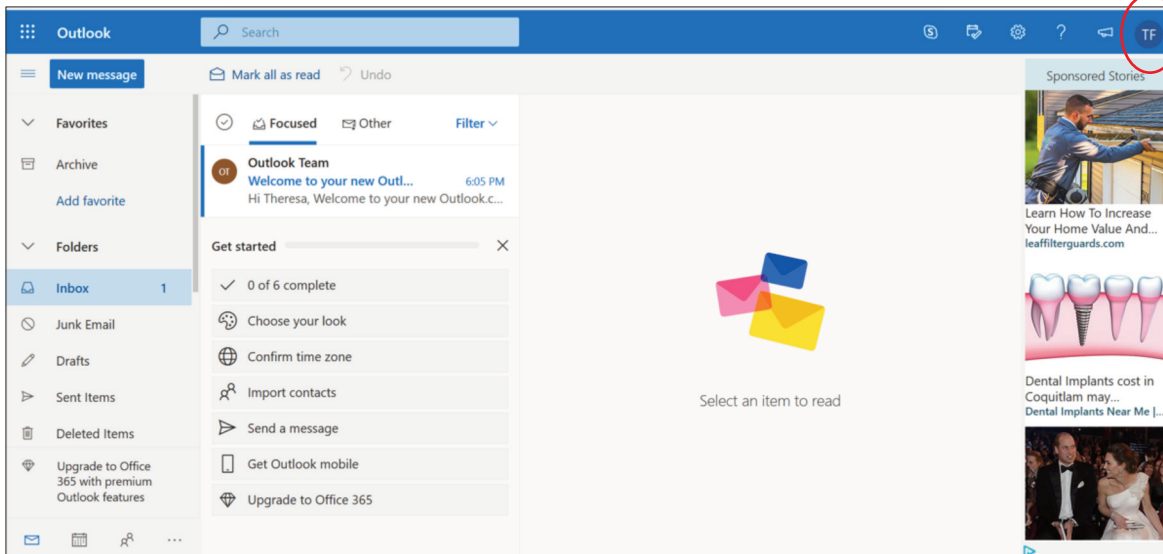 Outlook
Search
TF
New message
Mark all as read
Undo
Sponsored Stories
Favorites
Archive
Add favorite
Folders
Inbox 1
Junk Email
Drafts
Sent Items
Deleted Items
Upgrade to Office
365 with premium
Outlook features
Focused
Other
Filter
OT
Outlook Team
Welcome to your new Outl... 6:05 PM
Hi Theresa, Welcome to your new Outlook.c...
Get started
0 of 6 complete
Choose your look
Confirm time zone
Import contacts
Send a message
Get Outlook mobile
Upgrade to Office 365
Select an item to read
Learn How To Increase
Your Home Value And...
leaffilterguards.com
Dental Implants cost in
Coquitlam may...
Dental Implants Near Me |...